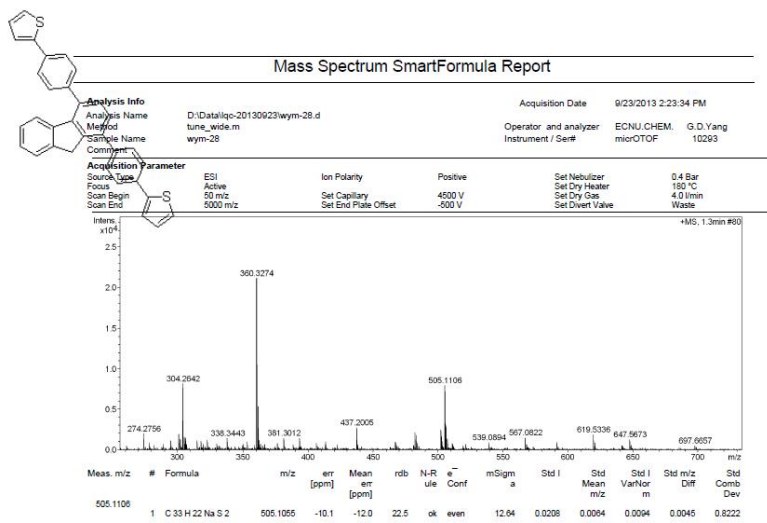 S
Mass Spectrum SmartFormula Report
Analysis Info
Acquisition Date 9/23/2013 2:23:34 PM
Analysis Name D:\Data\lqc-20130923\wym-28.d
Method tune_wide.m Operator and analyzer ECNU.CHEM. G.D.Yang
Sample Name wym-28 Instrument / Ser# micrOTOF 10293
Comment
Acquisition Parameter
Source Type ESI Ion Polarity Positive Set Nebulizer 0.4 Bar
Focus Active Set Dry Heater 180 °C
Scan Begin 50 m/z Set Capillary 4500 V Set Dry Gas 4.0 l/min
Scan End 5000 m/z Set End Plate Offset -500 V Set Divert Valve Waste
S
Intens.
x10⁴
+MS, 1.3min #80
2.5
2.0
1.5
1.0
0.5
0.0
360.3274
304.2642
505.1106
274.2756
338.3443
381.3012
437.2005
539.0894
567.0822
619.5336
647.5673
697.6657
300 350 400 450 500 550 600 650 700 m/z
Meas. m/z # Formula m/z err [ppm] Mean err [ppm] rdb N-Rule e⁻ Conf mSigma Std I Std Mean m/z Std I VarNorm Std m/z Diff Std Comb Dev
505.1106
1 C 33 H 22 Na S 2 505.1055 -10.1 -12.0 22.5 ok even 12.64 0.0208 0.0064 0.0094 0.0045 0.8222